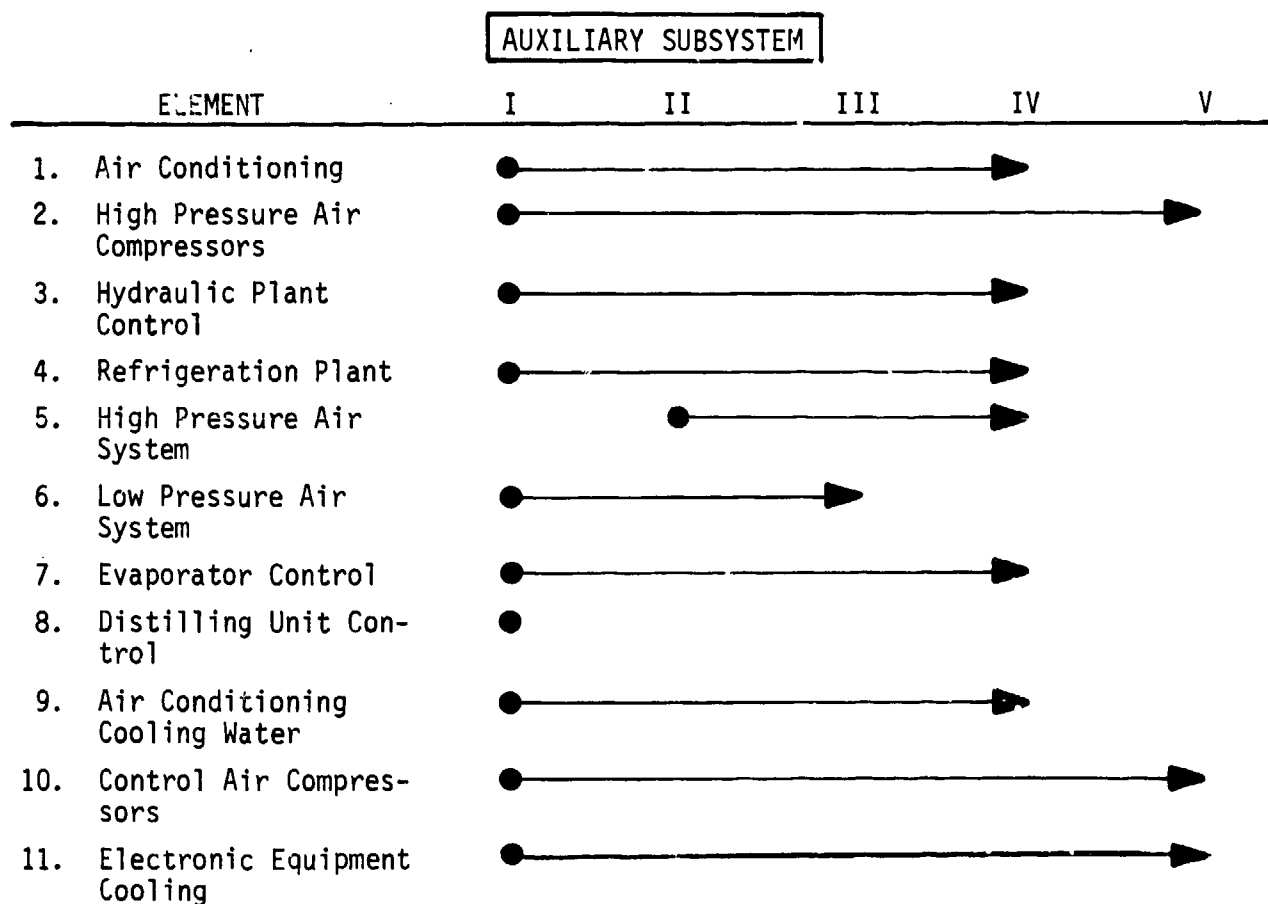 AUXILIARY SUBSYSTEM
ELEMENT I II III IV V
1. Air Conditioning
2. High Pressure Air
Compressors
3. Hydraulic Plant
Control
4. Refrigeration Plant
5. High Pressure Air
System
6. Low Pressure Air
System
7. Evaporator Control
8. Distilling Unit Con-
trol
9. Air Conditioning
Cooling Water
10. Control Air Compres-
sors
11. Electronic Equipment
Cooling